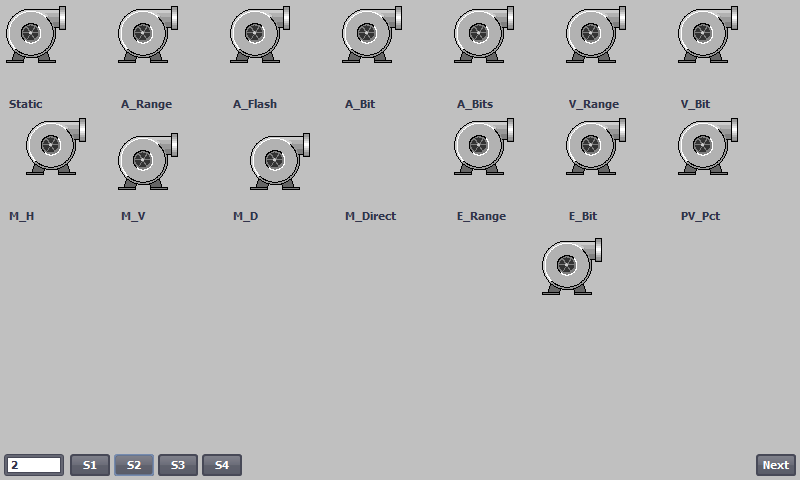 Static A_Range A_Flash A_Bit A_Bits V_Range V_Bit
M_H M_V M_D M_Direct E_Range E_Bit PV_Pct
2 S1 S2 S3 S4 Next